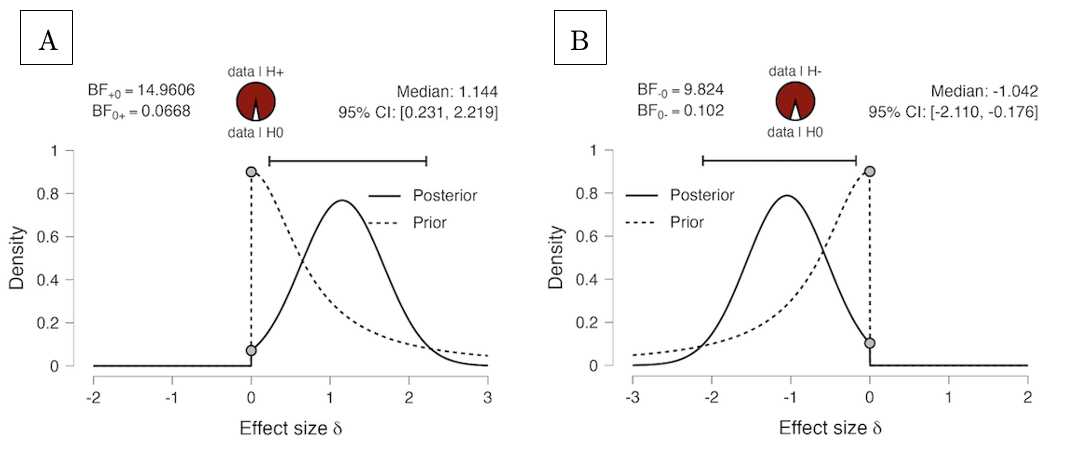 A
data | H+
BF+0 = 14.9606
BF0+ = 0.0668
Median: 1.144
95% CI: [0.231, 2.219]
data | H0
1
0.8
0.6
0.4
0.2
0
Density
Posterior
Prior
-2
-1
0
1
2
3
Effect size δ
B
data | H-
BF-0 = 9.824
BF0- = 0.102
Median: -1.042
95% CI: [-2.110, -0.176]
data | H0
1
0.8
0.6
0.4
0.2
0
Density
Posterior
Prior
-3
-2
-1
0
1
2
Effect size δ